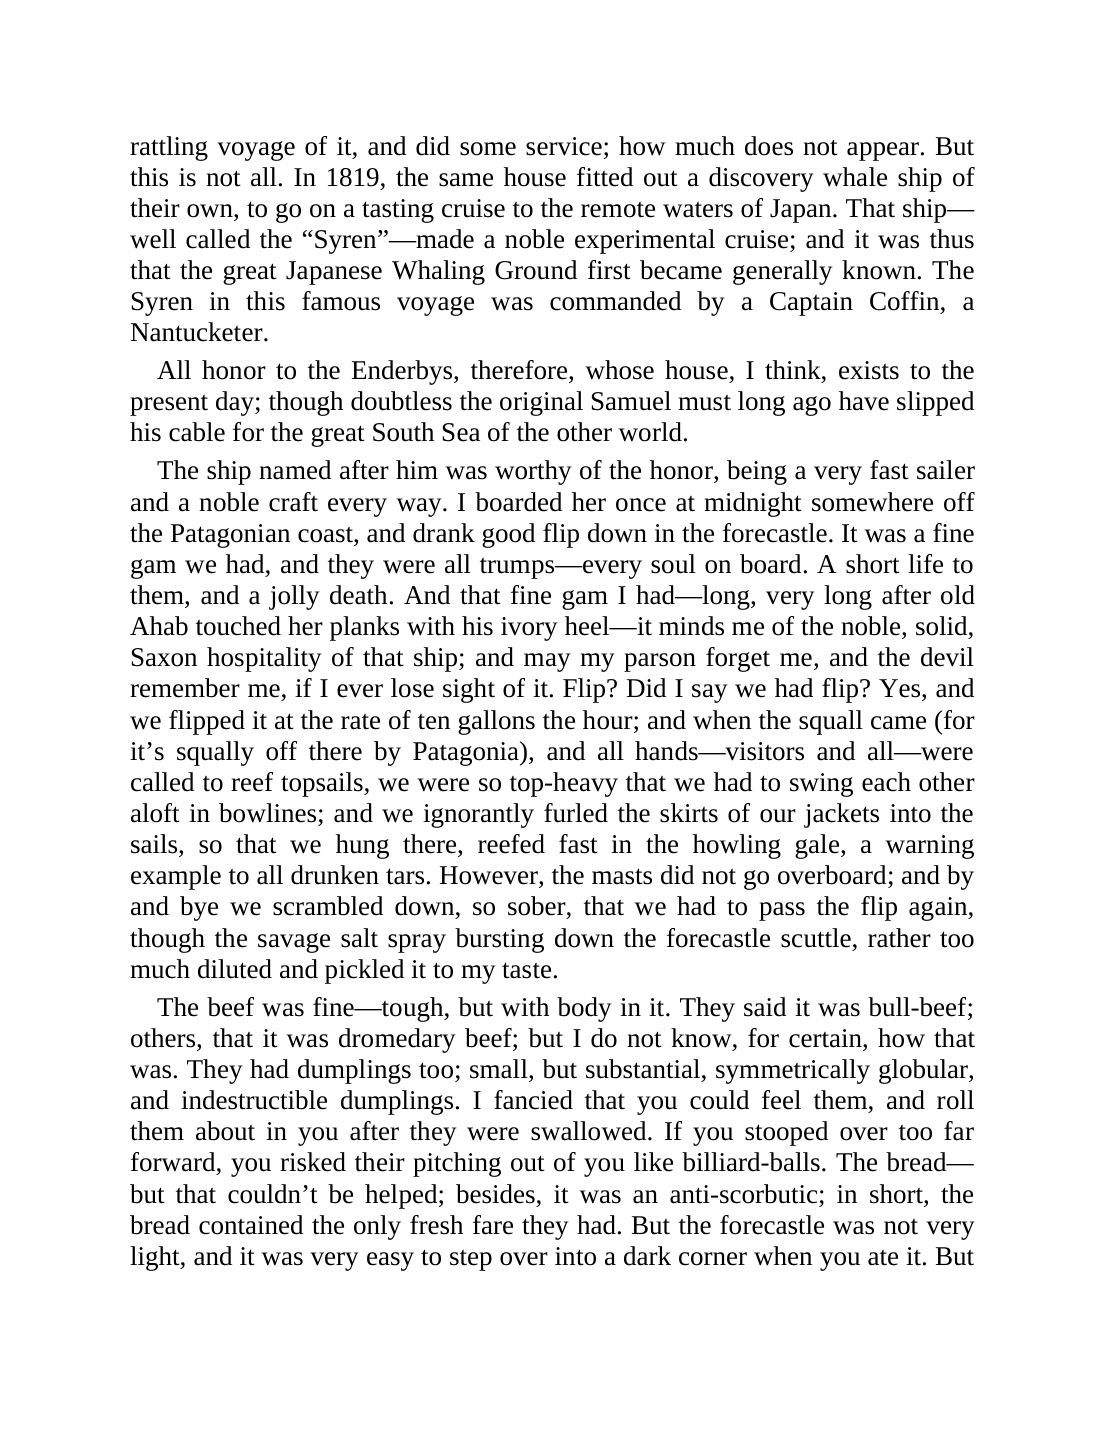 rattling voyage of it, and did some service; how much does not appear. But
this is not all. In 1819, the same house fitted out a discovery whale ship of
their own, to go on a tasting cruise to the remote waters of Japan. That ship—
well called the “Syren”—made a noble experimental cruise; and it was thus
that the great Japanese Whaling Ground first became generally known. The
Syren in this famous voyage was commanded by a Captain Coffin, a
Nantucketer.
All honor to the Enderbys, therefore, whose house, I think, exists to the
present day; though doubtless the original Samuel must long ago have slipped
his cable for the great South Sea of the other world.
The ship named after him was worthy of the honor, being a very fast sailer
and a noble craft every way. I boarded her once at midnight somewhere off
the Patagonian coast, and drank good flip down in the forecastle. It was a fine
gam we had, and they were all trumps—every soul on board. A short life to
them, and a jolly death. And that fine gam I had—long, very long after old
Ahab touched her planks with his ivory heel—it minds me of the noble, solid,
Saxon hospitality of that ship; and may my parson forget me, and the devil
remember me, if I ever lose sight of it. Flip? Did I say we had flip? Yes, and
we flipped it at the rate of ten gallons the hour; and when the squall came (for
it’s squally off there by Patagonia), and all hands—visitors and all—were
called to reef topsails, we were so top-heavy that we had to swing each other
aloft in bowlines; and we ignorantly furled the skirts of our jackets into the
sails, so that we hung there, reefed fast in the howling gale, a warning
example to all drunken tars. However, the masts did not go overboard; and by
and bye we scrambled down, so sober, that we had to pass the flip again,
though the savage salt spray bursting down the forecastle scuttle, rather too
much diluted and pickled it to my taste.
The beef was fine—tough, but with body in it. They said it was bull-beef;
others, that it was dromedary beef; but I do not know, for certain, how that
was. They had dumplings too; small, but substantial, symmetrically globular,
and indestructible dumplings. I fancied that you could feel them, and roll
them about in you after they were swallowed. If you stooped over too far
forward, you risked their pitching out of you like billiard-balls. The bread—
but that couldn’t be helped; besides, it was an anti-scorbutic; in short, the
bread contained the only fresh fare they had. But the forecastle was not very
light, and it was very easy to step over into a dark corner when you ate it. But